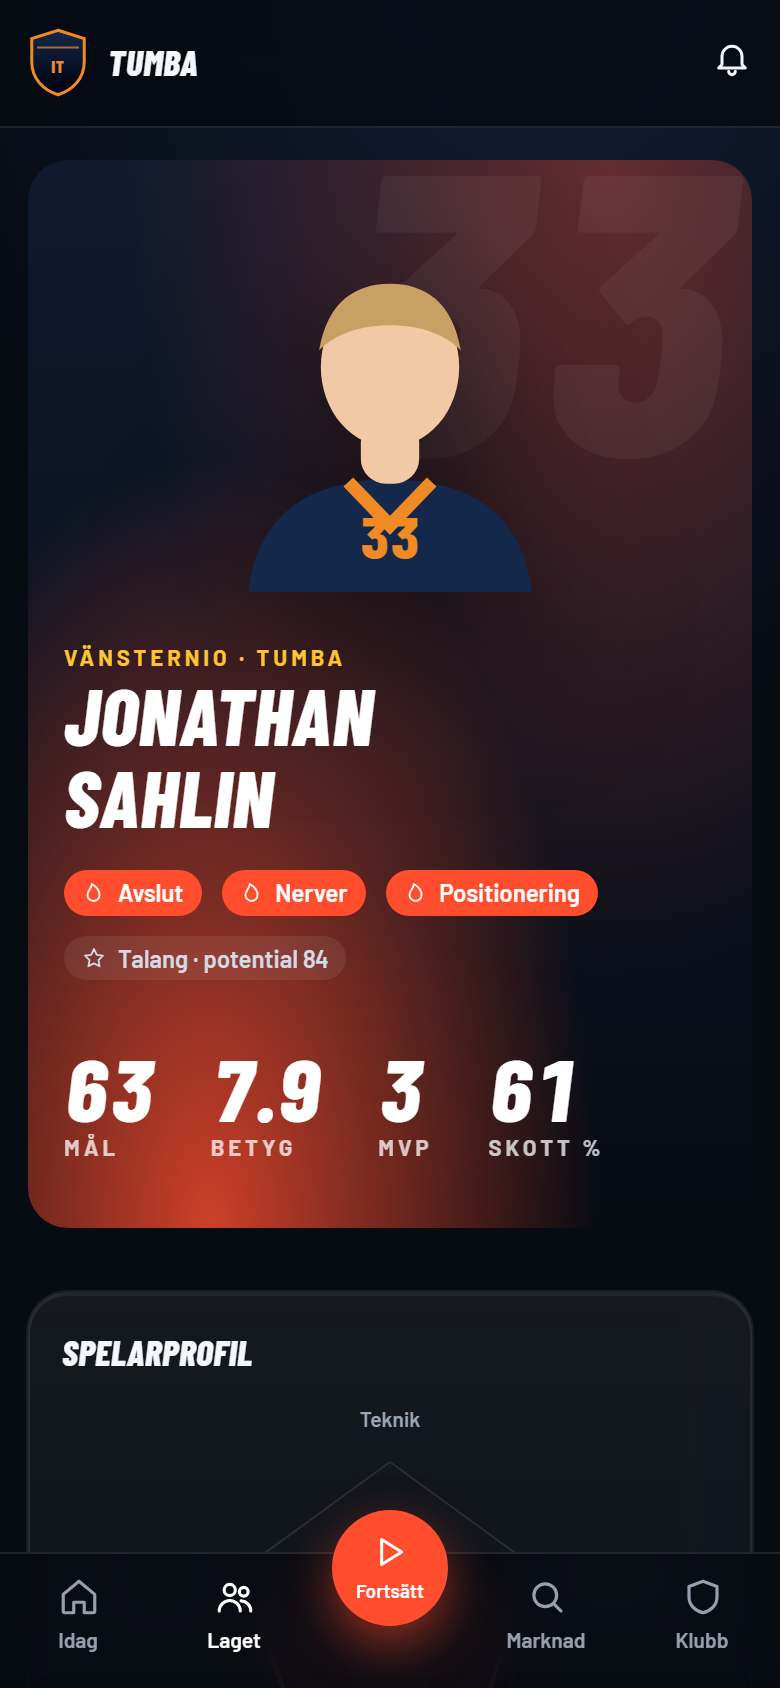 IT
TUMBA
33
33
VÄNSTERNIO · TUMBA
JONATHAN
SAHLIN
Avslut
Nerver
Positionering
Talang · potential 84
63 7.9 3 61
MÅL BETYG MVP SKOTT %
SPELARPROFIL
Teknik
Fortsätt
Idag Laget Marknad Klubb